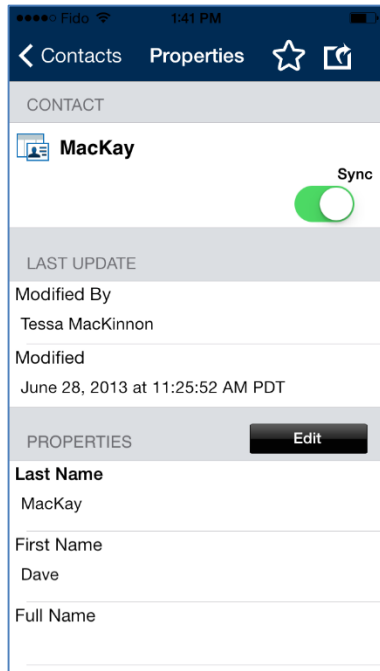 Fido 1:41 PM
Contacts Properties
CONTACT
MacKay
Sync
LAST UPDATE
Modified By
Tessa MacKinnon
Modified
June 28, 2013 at 11:25:52 AM PDT
PROPERTIES Edit
Last Name
MacKay
First Name
Dave
Full Name